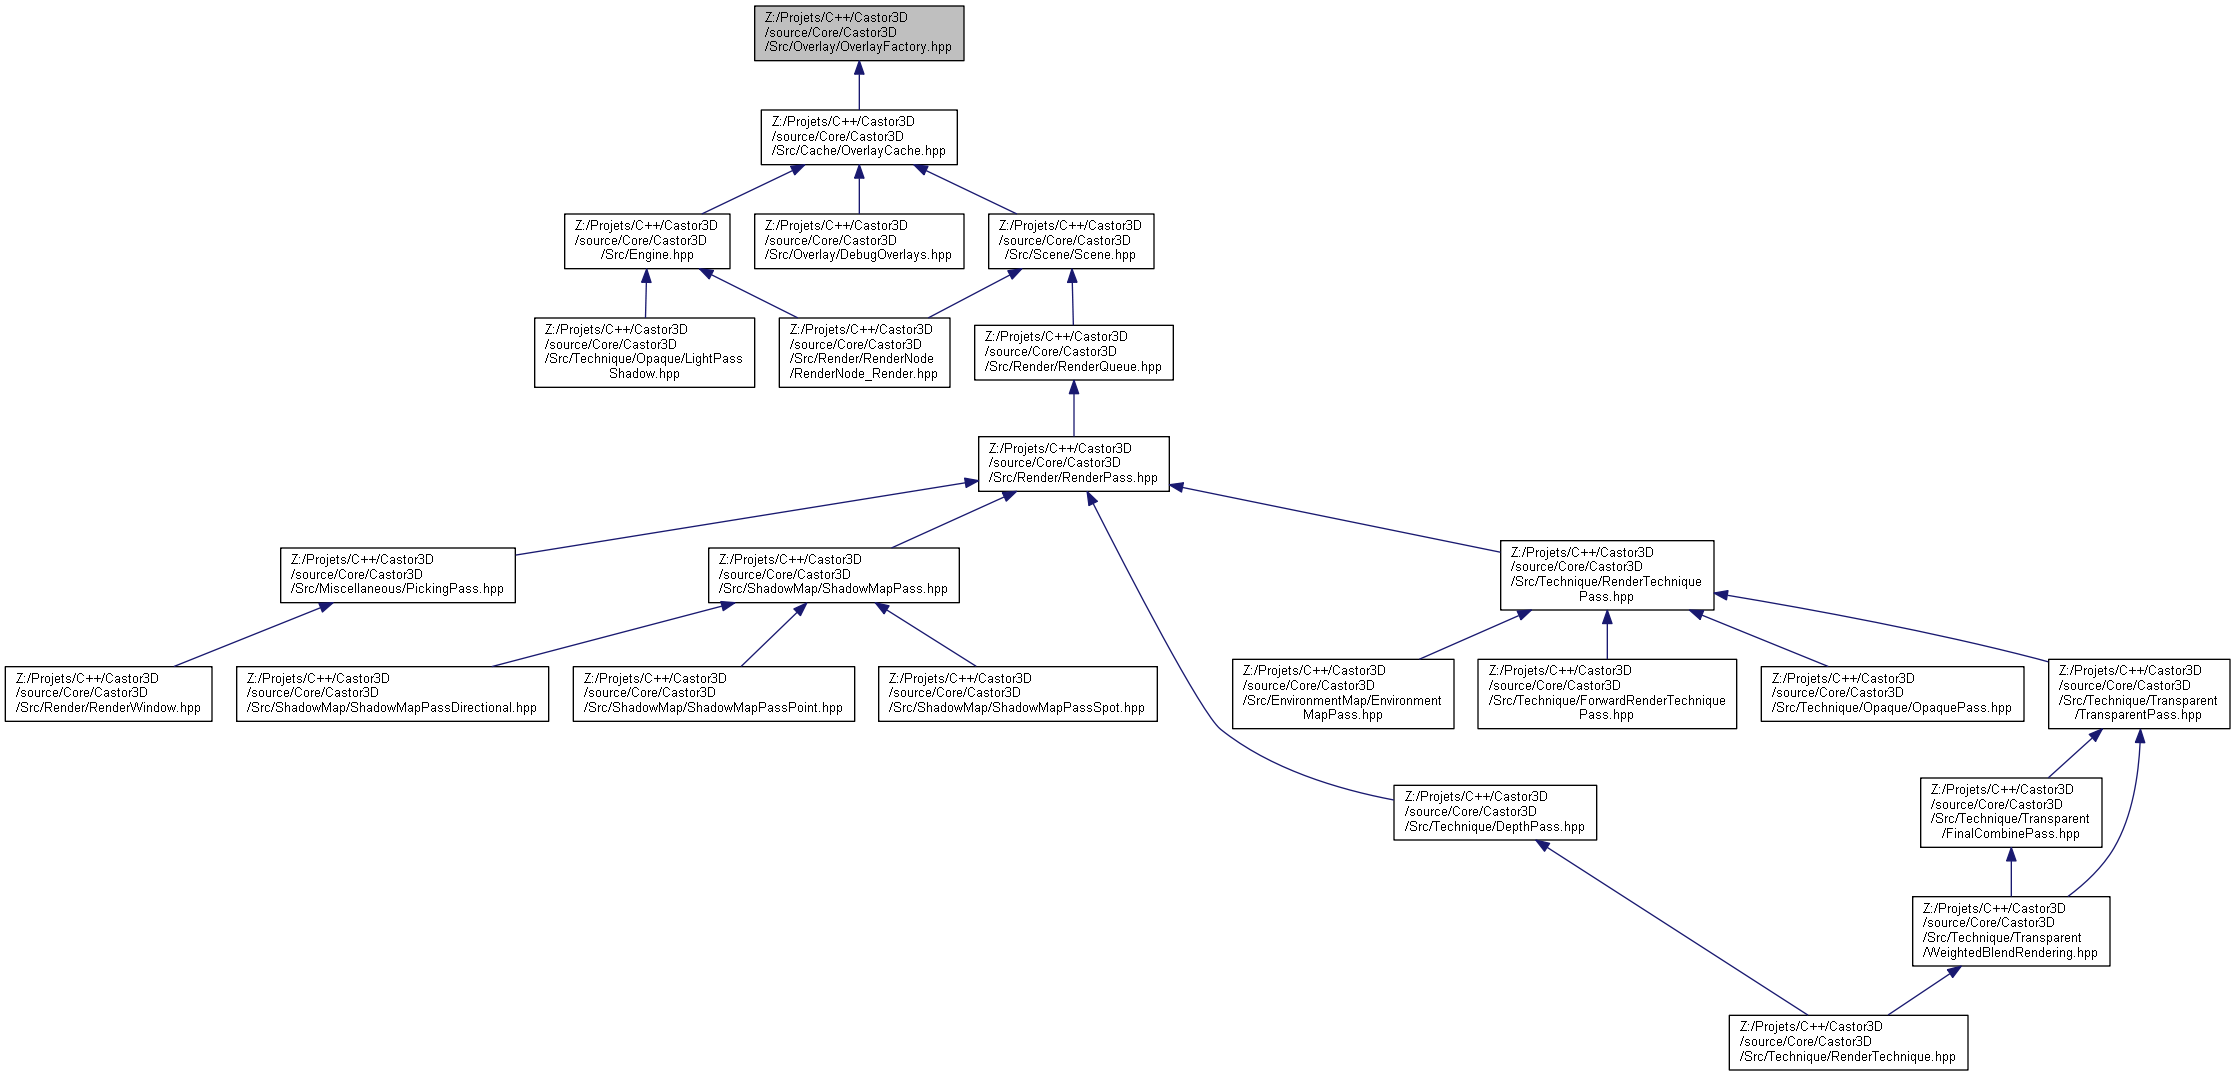 Z:/Projets/C++/Castor3D
/source/Core/Castor3D
/Src/Overlay/OverlayFactory.hpp
Z:/Projets/C++/Castor3D
/source/Core/Castor3D
/Src/Cache/OverlayCache.hpp
Z:/Projets/C++/Castor3D
/source/Core/Castor3D
/Src/Engine.hpp
Z:/Projets/C++/Castor3D
/source/Core/Castor3D
/Src/Overlay/DebugOverlays.hpp
Z:/Projets/C++/Castor3D
/source/Core/Castor3D
/Src/Scene/Scene.hpp
Z:/Projets/C++/Castor3D
/source/Core/Castor3D
/Src/Technique/Opaque/LightPass
Shadow.hpp
Z:/Projets/C++/Castor3D
/source/Core/Castor3D
/Src/Render/RenderNode
/RenderNode_Render.hpp
Z:/Projets/C++/Castor3D
/source/Core/Castor3D
/Src/Render/RenderQueue.hpp
Z:/Projets/C++/Castor3D
/source/Core/Castor3D
/Src/Render/RenderPass.hpp
Z:/Projets/C++/Castor3D
/source/Core/Castor3D
/Src/Miscellaneous/PickingPass.hpp
Z:/Projets/C++/Castor3D
/source/Core/Castor3D
/Src/ShadowMap/ShadowMapPass.hpp
Z:/Projets/C++/Castor3D
/source/Core/Castor3D
/Src/Technique/RenderTechnique
Pass.hpp
Z:/Projets/C++/Castor3D
/source/Core/Castor3D
/Src/Render/RenderWindow.hpp
Z:/Projets/C++/Castor3D
/source/Core/Castor3D
/Src/ShadowMap/ShadowMapPassDirectional.hpp
Z:/Projets/C++/Castor3D
/source/Core/Castor3D
/Src/ShadowMap/ShadowMapPassPoint.hpp
Z:/Projets/C++/Castor3D
/source/Core/Castor3D
/Src/ShadowMap/ShadowMapPassSpot.hpp
Z:/Projets/C++/Castor3D
/source/Core/Castor3D
/Src/EnvironmentMap/Environment
MapPass.hpp
Z:/Projets/C++/Castor3D
/source/Core/Castor3D
/Src/Technique/ForwardRenderTechnique
Pass.hpp
Z:/Projets/C++/Castor3D
/source/Core/Castor3D
/Src/Technique/Opaque/OpaquePass.hpp
Z:/Projets/C++/Castor3D
/source/Core/Castor3D
/Src/Technique/Transparent
/TransparentPass.hpp
Z:/Projets/C++/Castor3D
/source/Core/Castor3D
/Src/Technique/DepthPass.hpp
Z:/Projets/C++/Castor3D
/source/Core/Castor3D
/Src/Technique/Transparent
/FinalCombinePass.hpp
Z:/Projets/C++/Castor3D
/source/Core/Castor3D
/Src/Technique/Transparent
/WeightedBlendRendering.hpp
Z:/Projets/C++/Castor3D
/source/Core/Castor3D
/Src/Technique/RenderTechnique.hpp